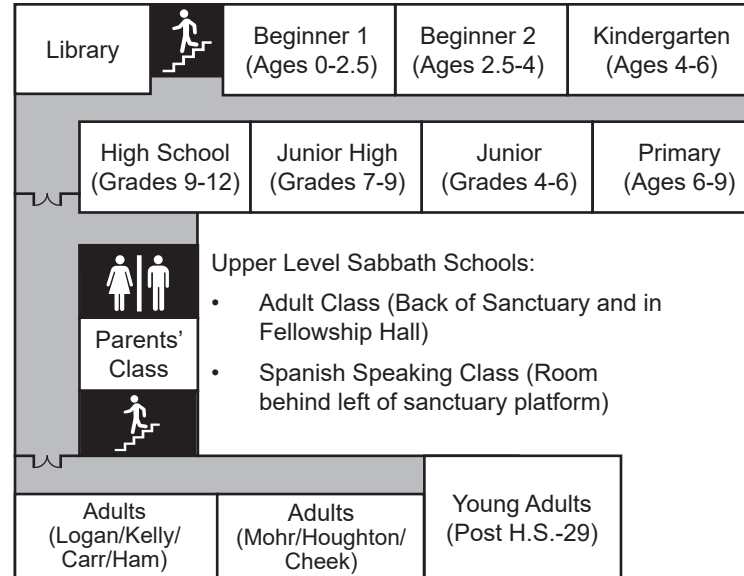 Library
Beginner 1
(Ages 0-2.5)
Beginner 2
(Ages 2.5-4)
Kindergarten
(Ages 4-6)
High School
(Grades 9-12)
Junior High
(Grades 7-9)
Junior
(Grades 4-6)
Primary
(Ages 6-9)
Upper Level Sabbath Schools:
• Adult Class (Back of Sanctuary and in
Fellowship Hall)
• Spanish Speaking Class (Room
behind left of sanctuary platform)
Parents’
Class
Adults
(Logan/Kelly/
Carr/Ham)
Adults
(Mohr/Houghton/
Cheek)
Young Adults
(Post H.S.-29)